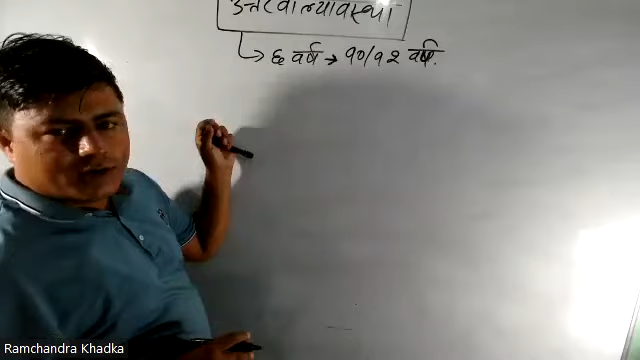 उत्तरबाल्यावस्था
६ वर्ष → १०/१२ वर्ष.
Ramchandra Khadka